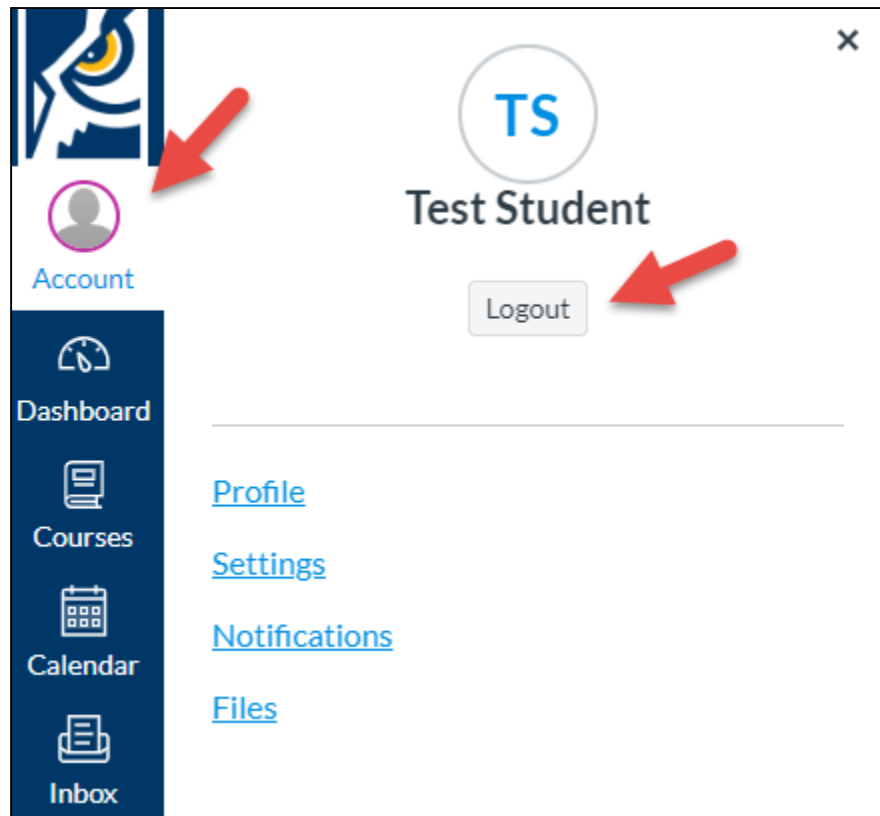 TS
Test Student
Logout
Account
Dashboard
Courses
Calendar
Inbox
Profile
Settings
Notifications
Files